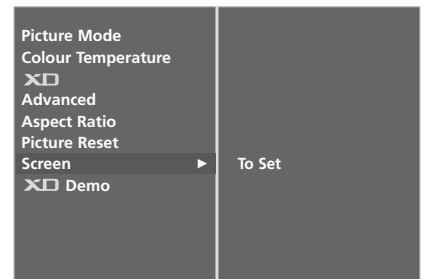 Picture Mode
Colour Temperature
XD
Advanced
Aspect Ratio
Picture Reset
Screen ► To Set
XD Demo